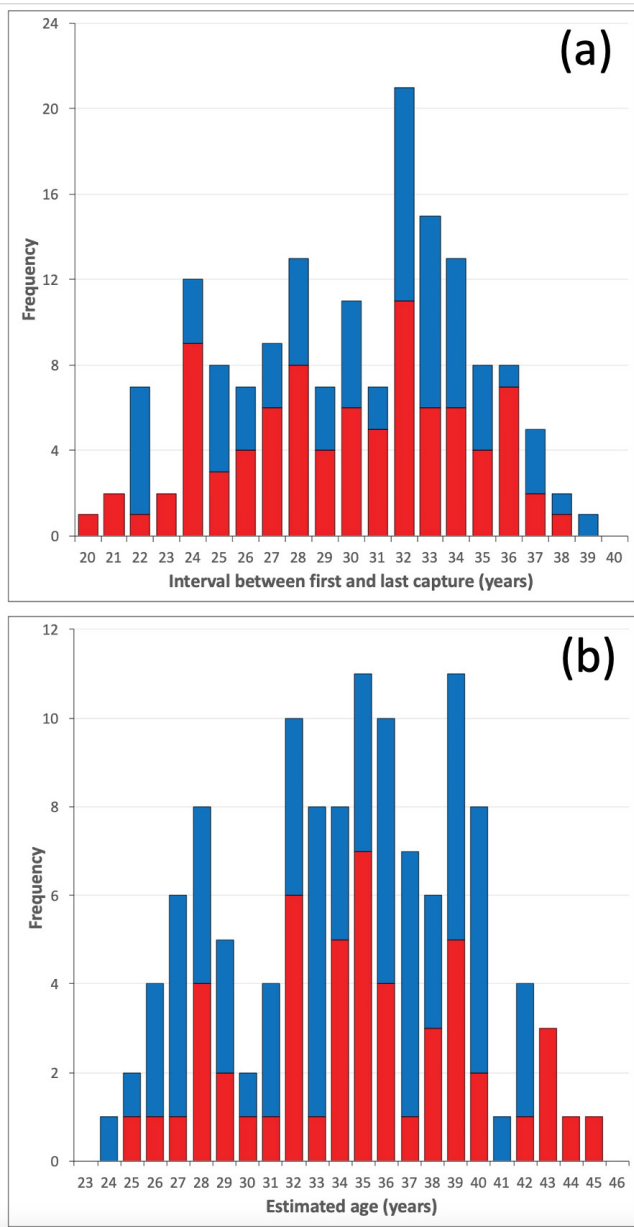 (a)
24
20
16
12
8
4
0
Frequency
20 21 22 23 24 25 26 27 28 29 30 31 32 33 34 35 36 37 38 39 40
Interval between first and last capture (years)
(b)
12
10
8
6
4
2
0
Frequency
23 24 25 26 27 28 29 30 31 32 33 34 35 36 37 38 39 40 41 42 43 44 45 46
Estimated age (years)